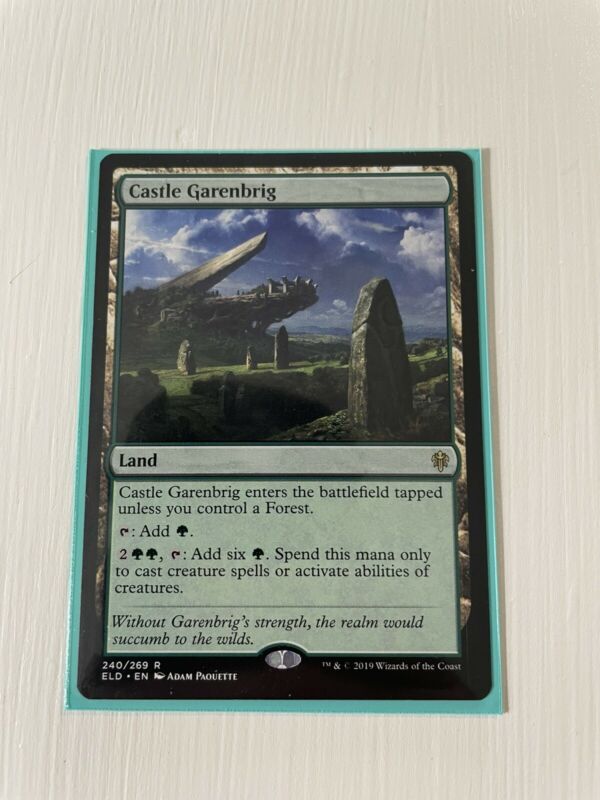 Castle Garenbrig
Land
Castle Garenbrig enters the battlefield tapped
unless you control a Forest.
: Add .
2 , : Add six . Spend this mana only
to cast creature spells or activate abilities of
creatures.
Without Garenbrig's strength, the realm would
succumb to the wilds.
240/269 R
ELD • EN Adam Paquette
™ & © 2019 Wizards of the Coast